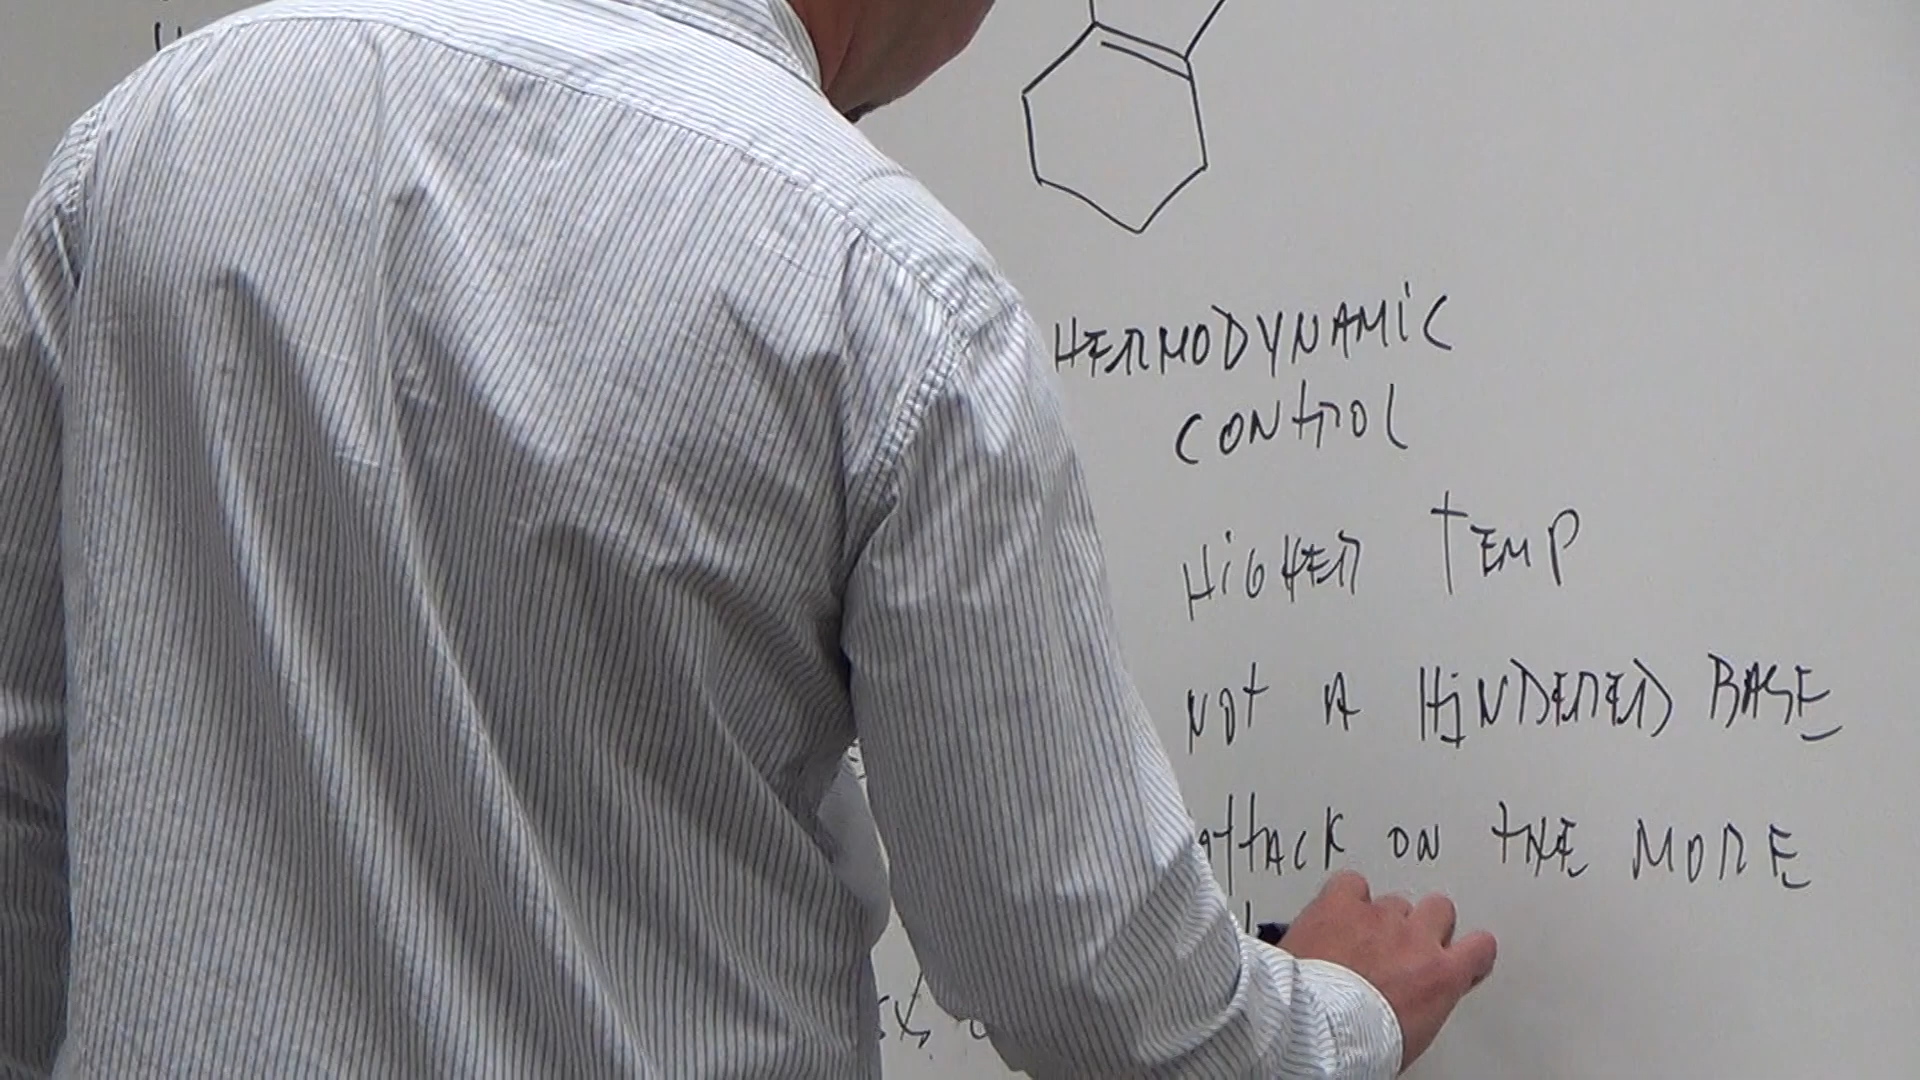 HERMODYNAMIC
CONTROL
HIGHER TEMP
NOT A HINDERED BASE
ATTACK ON THE MORE